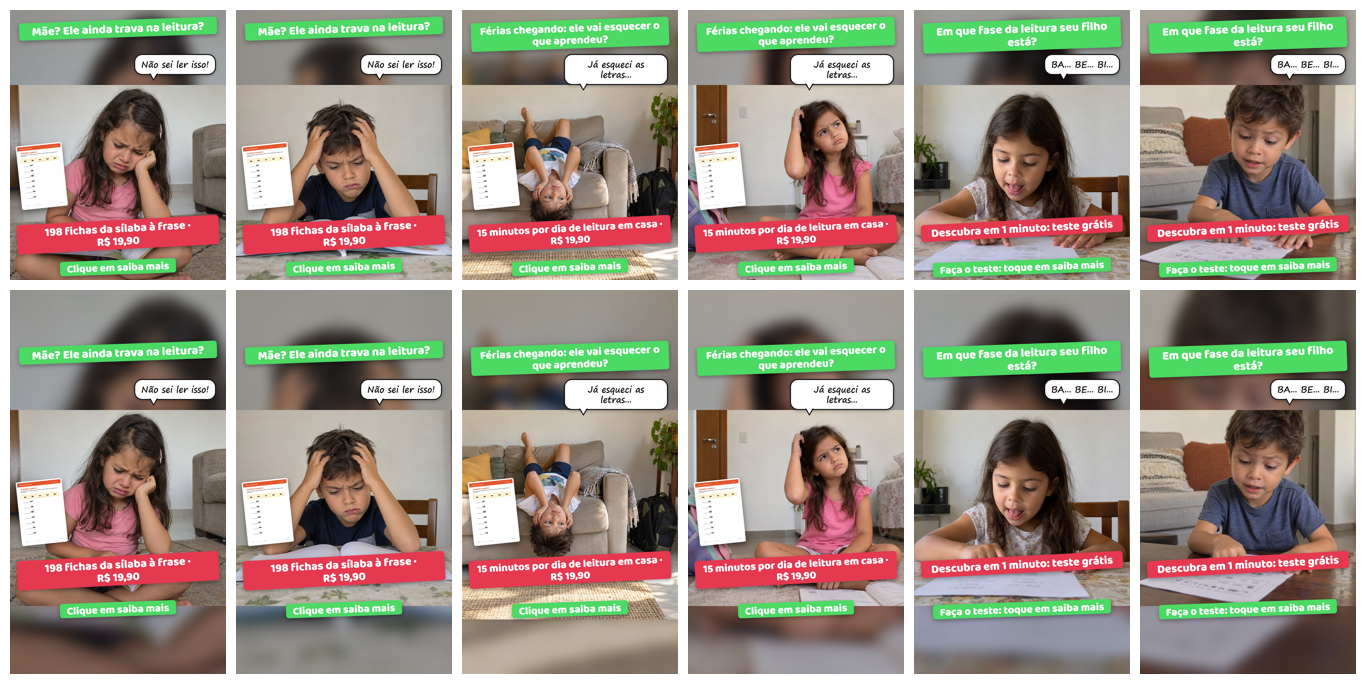 Mãe? Ele ainda trava na leitura?
Não sei ler isso!
198 fichas da sílaba à frase ·
R$ 19,90
Clique em saiba mais
Mãe? Ele ainda trava na leitura?
Não sei ler isso!
198 fichas da sílaba à frase ·
R$ 19,90
Clique em saiba mais
Férias chegando: ele vai esquecer o
que aprendeu?
Já esqueci as
letras...
15 minutos por dia de leitura em casa ·
R$ 19,90
Clique em saiba mais
Férias chegando: ele vai esquecer o
que aprendeu?
Já esqueci as
letras...
15 minutos por dia de leitura em casa ·
R$ 19,90
Clique em saiba mais
Em que fase da leitura seu filho
está?
BA... BE... BI...
Descubra em 1 minuto: teste grátis
Faça o teste: toque em saiba mais
Em que fase da leitura seu filho
está?
BA... BE... BI...
Descubra em 1 minuto: teste grátis
Faça o teste: toque em saiba mais
Mãe? Ele ainda trava na leitura?
Não sei ler isso!
198 fichas da sílaba à frase ·
R$ 19,90
Clique em saiba mais
Mãe? Ele ainda trava na leitura?
Não sei ler isso!
198 fichas da sílaba à frase ·
R$ 19,90
Clique em saiba mais
Férias chegando: ele vai esquecer o
que aprendeu?
Já esqueci as
letras...
15 minutos por dia de leitura em casa ·
R$ 19,90
Clique em saiba mais
Férias chegando: ele vai esquecer o
que aprendeu?
Já esqueci as
letras...
15 minutos por dia de leitura em casa ·
R$ 19,90
Clique em saiba mais
Em que fase da leitura seu filho
está?
BA... BE... BI...
Descubra em 1 minuto: teste grátis
Faça o teste: toque em saiba mais
Em que fase da leitura seu filho
está?
BA... BE... BI...
Descubra em 1 minuto: teste grátis
Faça o teste: toque em saiba mais